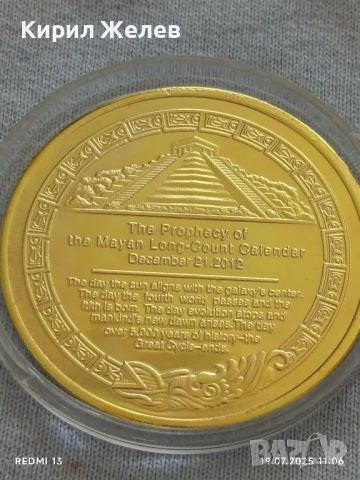 Кирил Желев
The Prophecy of
the Mayan Long-Count Calendar
December 21.2012
The day the sun aligns with the galaxy's center.
The day the fourth world passes and the
fifth is born. The day evolution stops and
mankind's new dawn arises. The day
over 5,000 years of history-the
Great Cycle-ends.
BAZAR
REDMI 13
19.07.2025 11:06